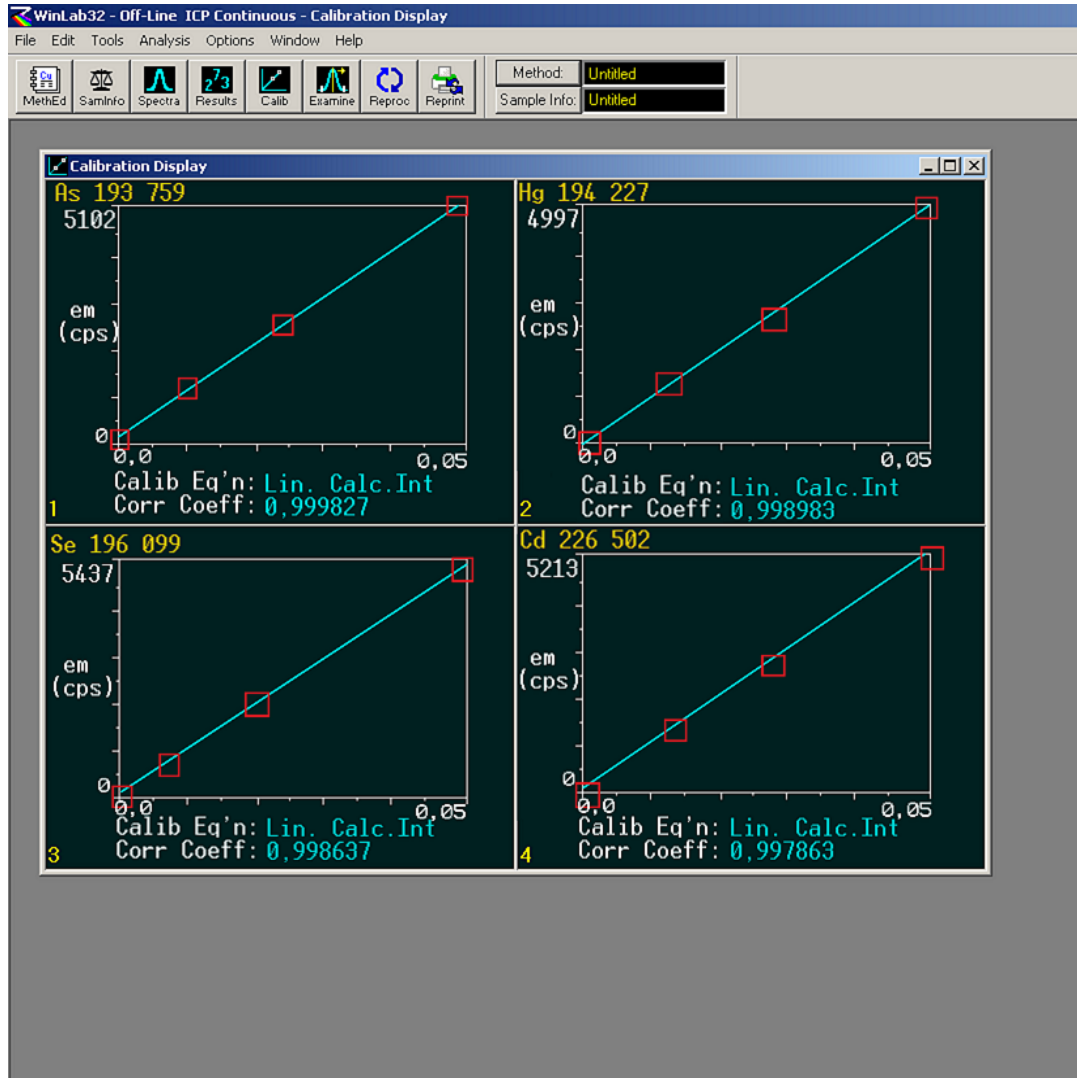 WinLab32 - Off-Line ICP Continuous - Calibration Display
File Edit Tools Analysis Options Window Help
MethEd SamInfo Spectra Results Calib Examine Reproc Reprint
Method: Untitled
Sample Info: Untitled
Calibration Display
As 193 759
5102
em
(cps)
0
0,0 0,05
Calib Eq'n: Lin. Calc.Int
1 Corr Coeff: 0,999827
Hg 194 227
4997
em
(cps)
0
0,0 0,05
Calib Eq'n: Lin. Calc.Int
2 Corr Coeff: 0,998983
Se 196 099
5437
em
(cps)
0
0,0 0,05
Calib Eq'n: Lin. Calc.Int
3 Corr Coeff: 0,998637
Cd 226 502
5213
em
(cps)
0
0,0 0,05
Calib Eq'n: Lin. Calc.Int
4 Corr Coeff: 0,997863